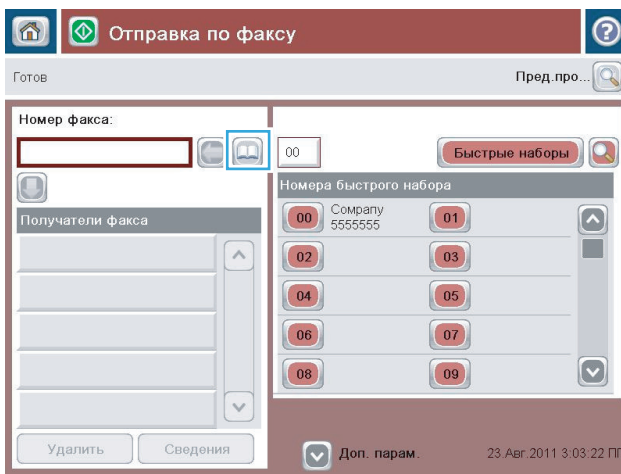 Отправка по факсу
?
Готов
Пред.про...
Номер факса:
00
Быстрые наборы
Номера быстрого набора
00 Company 5555555
01
02
03
04
05
06
07
08
09
Получатели факса
Удалить
Сведения
Доп. парам.
23.Авг.2011 3:03:22 ПП